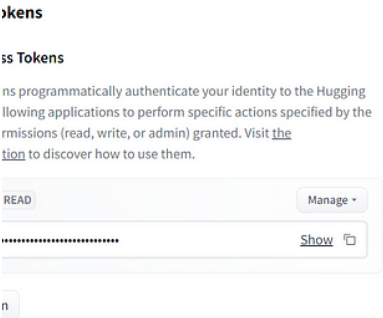 okens
ss Tokens
ns programmatically authenticate your identity to the Hugging
llowing applications to perform specific actions specified by the
rmissions (read, write, or admin) granted. Visit the
tion to discover how to use them.
READ
Manage
•••••••••••••••••••••••••••••
Show
n